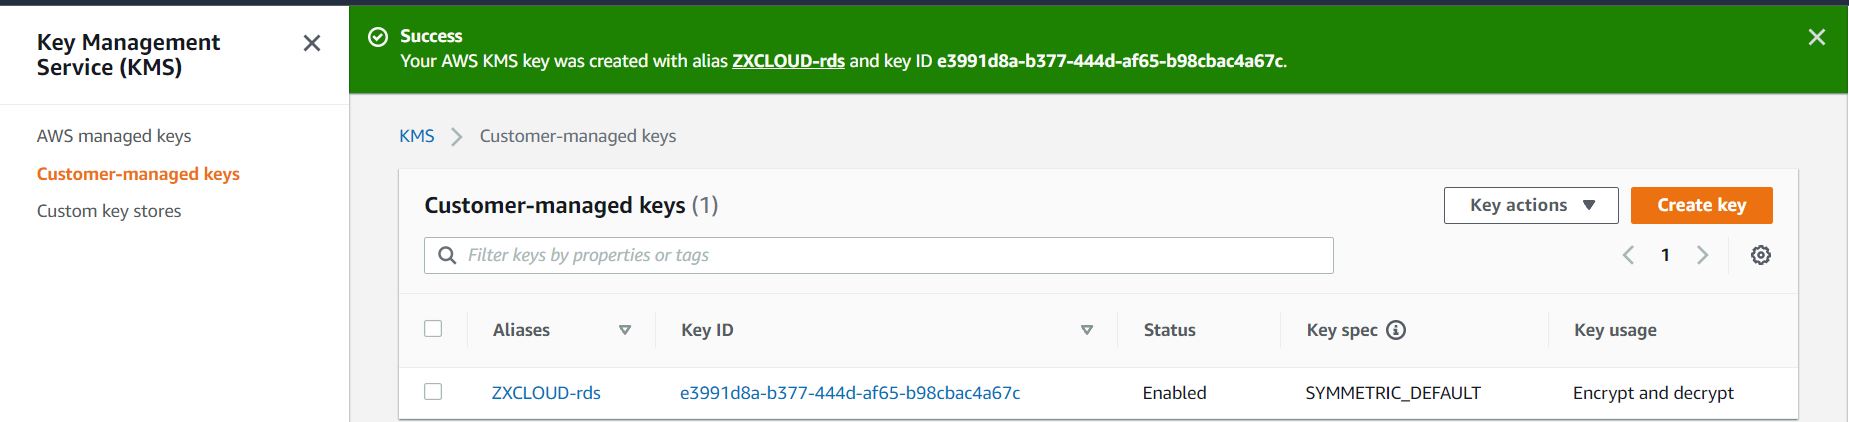 Key Management
Service (KMS)
AWS managed keys
Customer-managed keys
Custom key stores
Success
Your AWS KMS key was created with alias ZXCLOUD-rds and key ID e3991d8a-b377-444d-af65-b98cbac4a67c.
KMS Customer-managed keys
Customer-managed keys (1)
Key actions Create key
Filter keys by properties or tags
1
Aliases Key ID Status Key spec Key usage
ZXCLOUD-rds e3991d8a-b377-444d-af65-b98cbac4a67c Enabled SYMMETRIC_DEFAULT Encrypt and decrypt